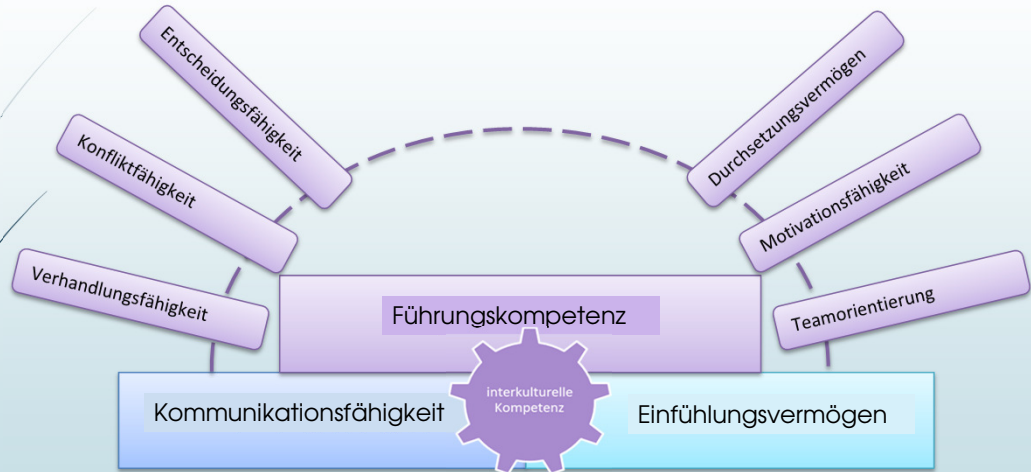 Entscheidungsfähigkeit
Konfliktfähigkeit
Verhandlungsfähigkeit
Durchsetzungsvermögen
Motivationsfähigkeit
Teamorientierung
Führungskompetenz
interkulturelle
Kompetenz
Kommunikationsfähigkeit
Einfühlungsvermögen